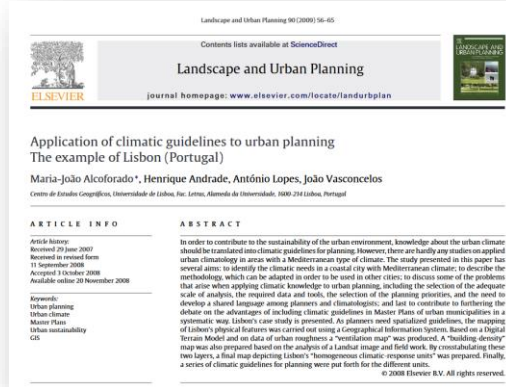 Landscape and Urban Planning 90 (2009) 56–65
Contents lists available at ScienceDirect
Landscape and Urban Planning
journal homepage: www.elsevier.com/locate/landurbplan
ELSEVIER
LANDSCAPE AND
URBAN PLANNING
Application of climatic guidelines to urban planning
The example of Lisbon (Portugal)
Maria-João Alcoforado*, Henrique Andrade, António Lopes, João Vasconcelos
Centro de Estudos Geográficos, Universidade de Lisboa, Fac. Letras, Alameda da Universidade, 1600-214 Lisboa, Portugal
ARTICLE INFO
Article history:
Received 29 June 2007
Received in revised form
11 September 2008
Accepted 3 October 2008
Available online 20 November 2008
Keywords:
Urban planning
Urban climate
Master Plans
Urban sustainability
GIS
ABSTRACT
In order to contribute to the sustainability of the urban environment, knowledge about the urban climate
should be translated into climatic guidelines for planning. However, there are hardly any studies on applied
urban climatology in areas with a Mediterranean type of climate. The study presented in this paper has
several aims: to identify the climatic needs in a coastal city with Mediterranean climate; to describe the
methodology, which can be adapted in order to be used in other cities; to discuss some of the problems
that arise when applying climatic knowledge to urban planning, including the selection of the adequate
scale of analysis, the required data and tools, the selection of the planning priorities, and the need to
develop a shared language among planners and climatologists; and last to contribute to furthering the
debate on the advantages of including climatic guidelines in Master Plans of urban municipalities in a
systematic way. Lisbon's case study is presented. As planners need spatialized guidelines, the mapping
of Lisbon's physical features was carried out using a Geographical Information System. Based on a Digital
Terrain Model and on data of urban roughness a "ventilation map" was produced. A "building-density"
map was also prepared based on the analysis of a Landsat image and field work. By crosstabulating these
two layers, a final map depicting Lisbon's "homogeneous climatic-response units" was prepared. Finally,
a series of climatic guidelines for planning were put forth for the different units.
© 2008 Elsevier B.V. All rights reserved.